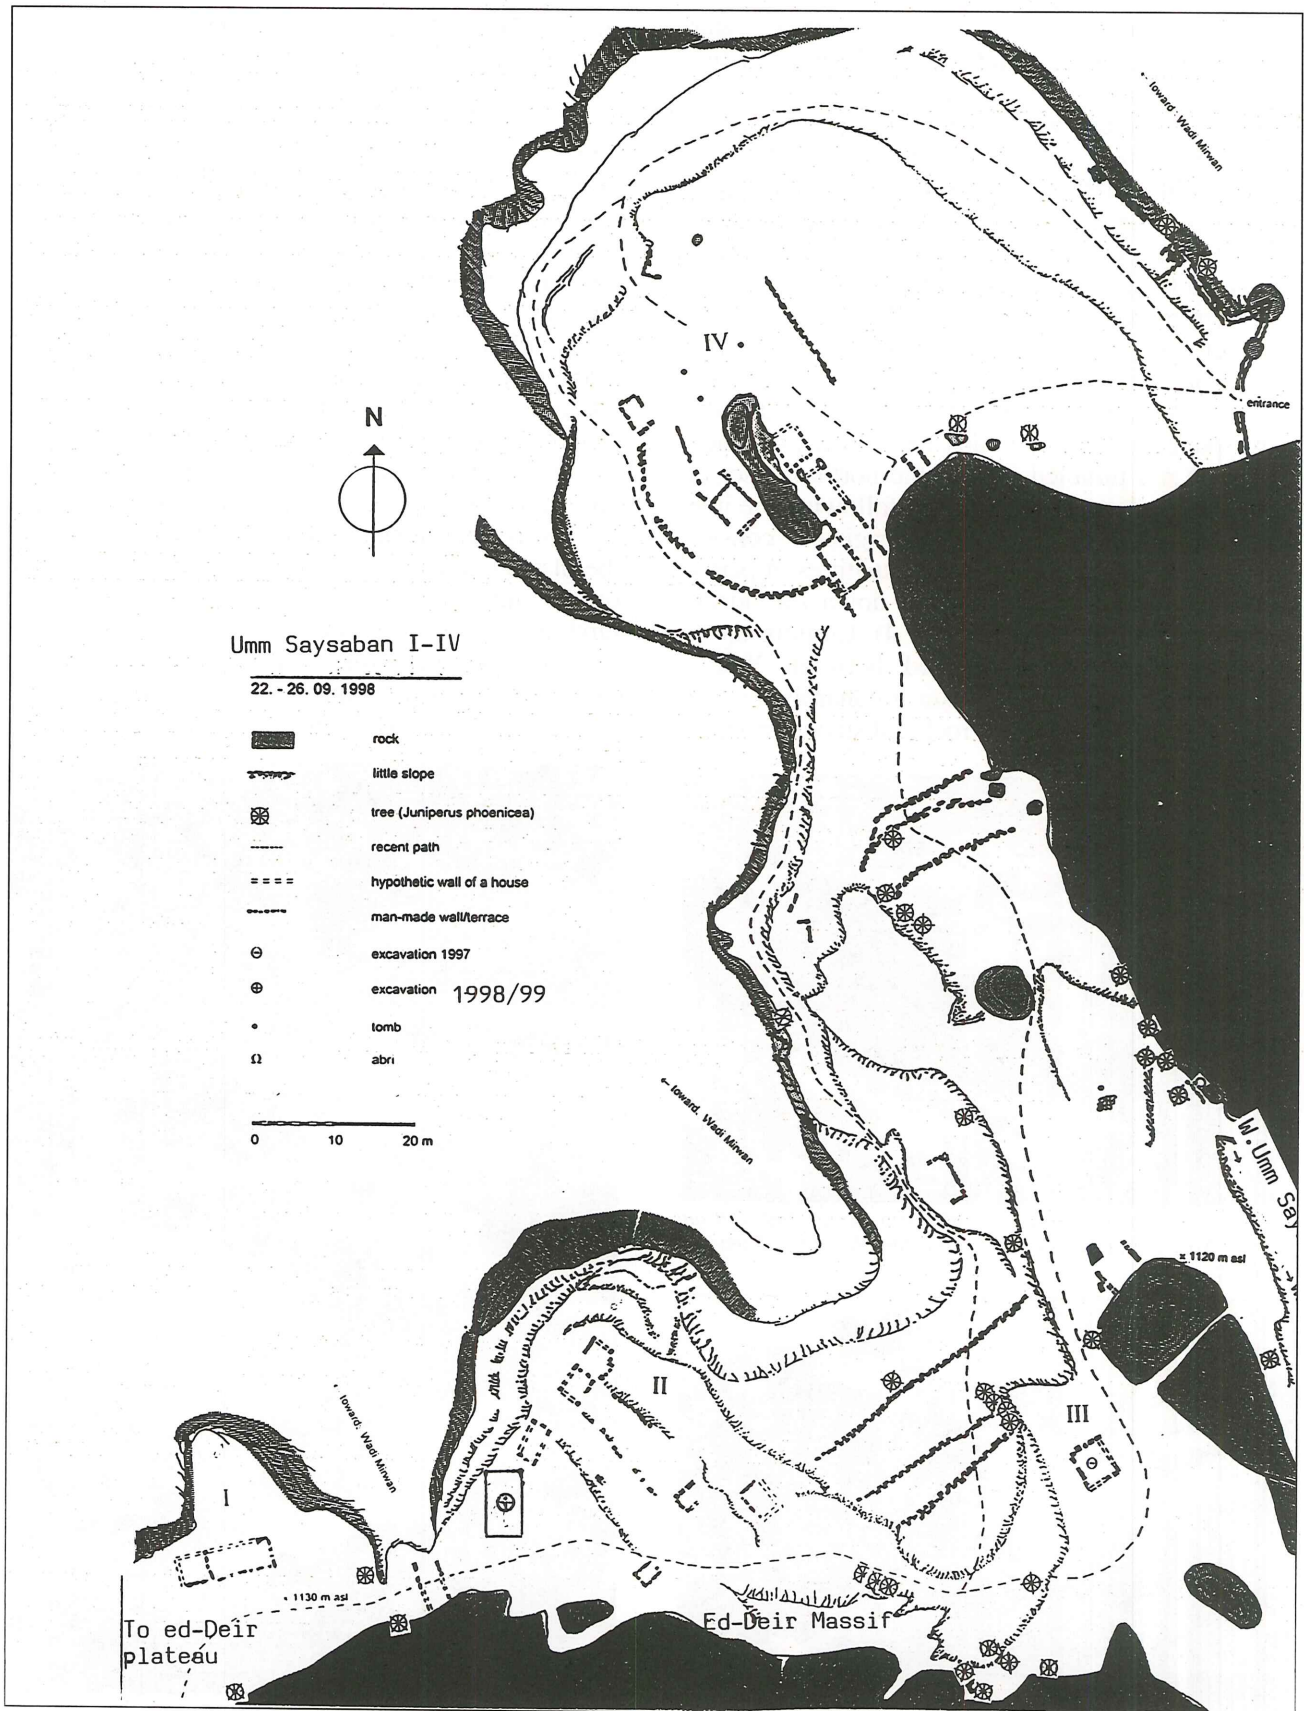 toward: Wadi Mirwan
IV
entrance
N
Umm Saysaban I-IV
22. - 26. 09. 1998
rock
little slope
tree (Juniperus phoenicea)
recent path
hypothetic wall of a house
man-made wall/terrace
excavation 1997
excavation 1998/99
tomb
Ω abri
0 10 20 m
toward: Wadi Mirwan
W. Umm Say
x 1120 m asl
II
III
toward: Wadi Mirwan
I
1130 m asl
To ed-Deir
plateau
Ed-Deir Massif